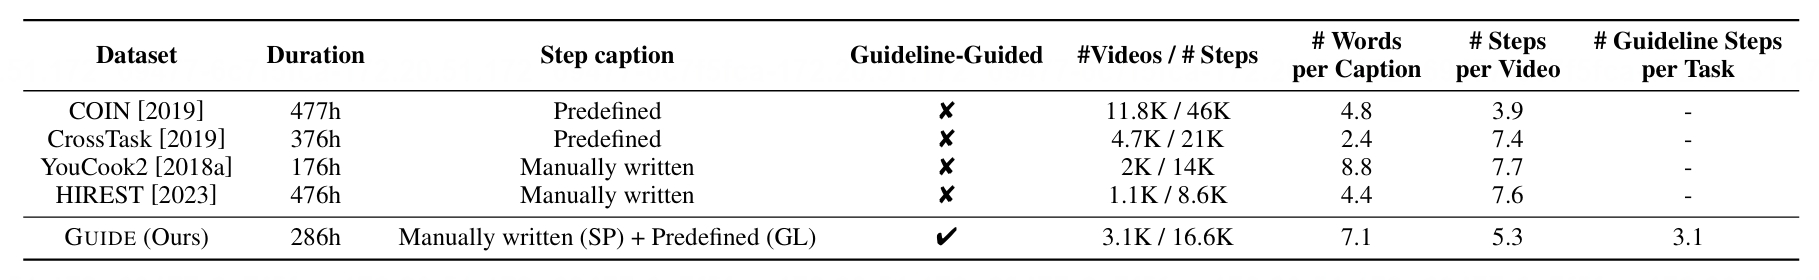 Dataset Duration Step caption Guideline-Guided #Videos / # Steps # Words per Caption # Steps per Video # Guideline Steps per Task
COIN [2019] 477h Predefined ✘ 11.8K / 46K 4.8 3.9 -
CrossTask [2019] 376h Predefined ✘ 4.7K / 21K 2.4 7.4 -
YouCook2 [2018a] 176h Manually written ✘ 2K / 14K 8.8 7.7 -
HIREST [2023] 476h Manually written ✘ 1.1K / 8.6K 4.4 7.6 -
GUIDE (Ours) 286h Manually written (SP) + Predefined (GL) ✔ 3.1K / 16.6K 7.1 5.3 3.1